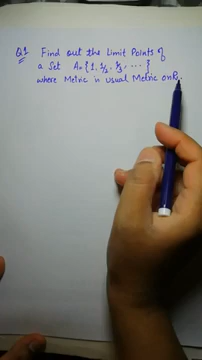 Q1 Find out the Limit Points of
a Set A = {1, 1/2, 1/3, ....}
where Metric is usual Metric on R.